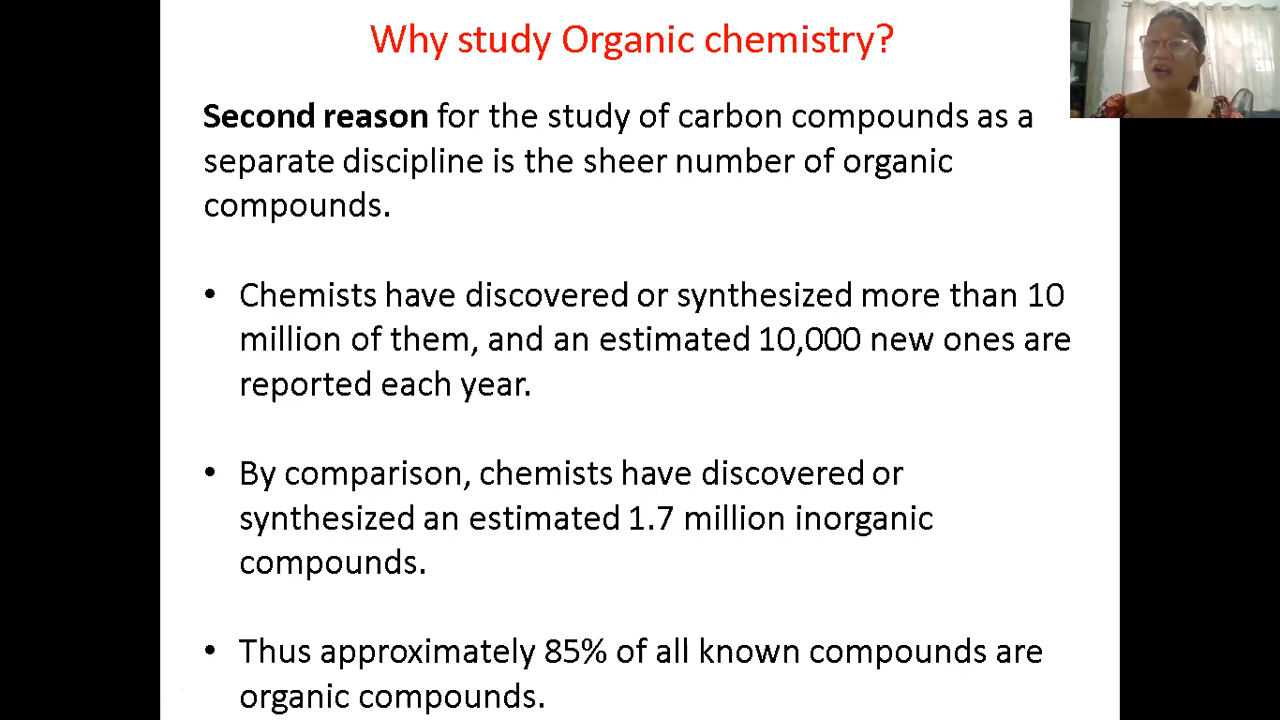 Why study Organic chemistry?
Second reason for the study of carbon compounds as a
separate discipline is the sheer number of organic
compounds.
• Chemists have discovered or synthesized more than 10
million of them, and an estimated 10,000 new ones are
reported each year.
• By comparison, chemists have discovered or
synthesized an estimated 1.7 million inorganic
compounds.
• Thus approximately 85% of all known compounds are
organic compounds.